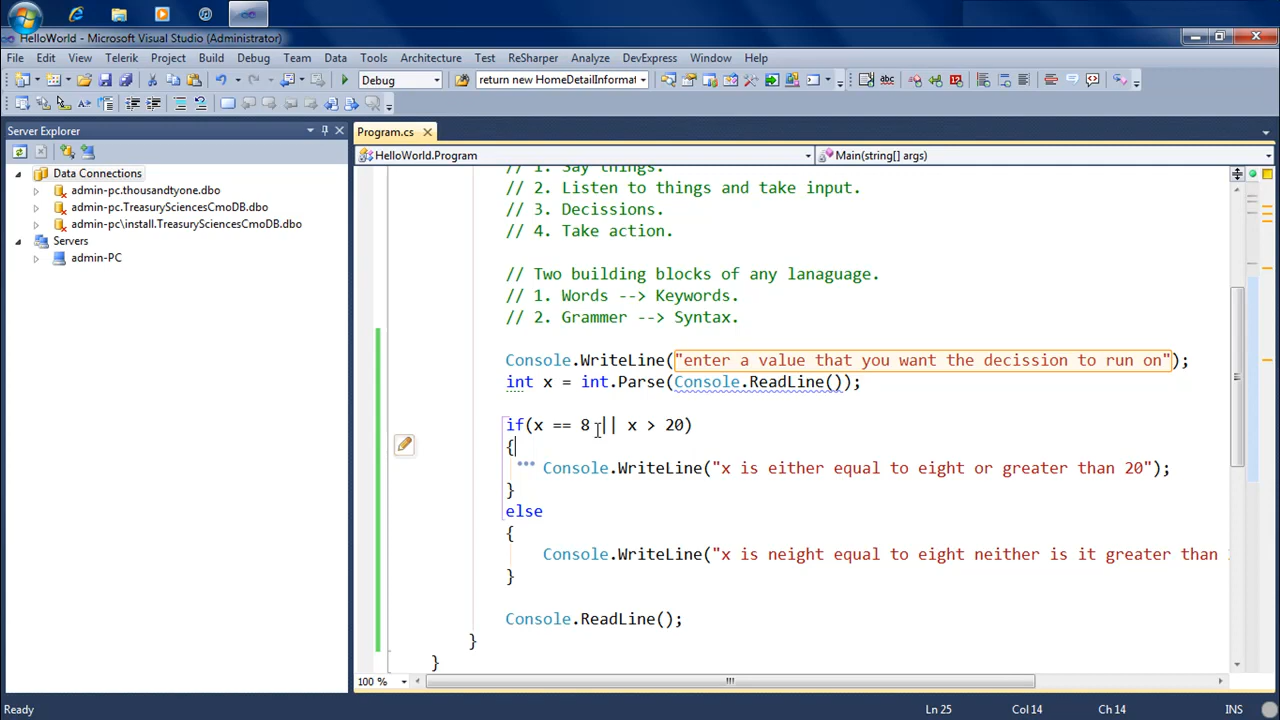 HelloWorld - Microsoft Visual Studio (Administrator)
File Edit View Telerik Project Build Debug Team Data Tools Architecture Test ReSharper Analyze DevExpress Window Help
Debug return new HomeDetailInformat
Server Explorer
Program.cs
HelloWorld.Program Main(string[] args)
Data Connections
admin-pc.thousandtyone.dbo
admin-pc.TreasurySciencesCmoDB.dbo
admin-pc\install.TreasurySciencesCmoDB.dbo
Servers
admin-PC
// 1. Say things.
// 2. Listen to things and take input.
// 3. Decissions.
// 4. Take action.
// Two building blocks of any lanaguage.
// 1. Words --> Keywords.
// 2. Grammer --> Syntax.
Console.WriteLine("enter a value that you want the decission to run on");
int x = int.Parse(Console.ReadLine());
if(x == 8 || x > 20)
{
Console.WriteLine("x is either equal to eight or greater than 20");
}
else
{
Console.WriteLine("x is neight equal to eight neither is it greater than
}
Console.ReadLine();
}
}
100 %
Ready Ln 25 Col 14 Ch 14 INS